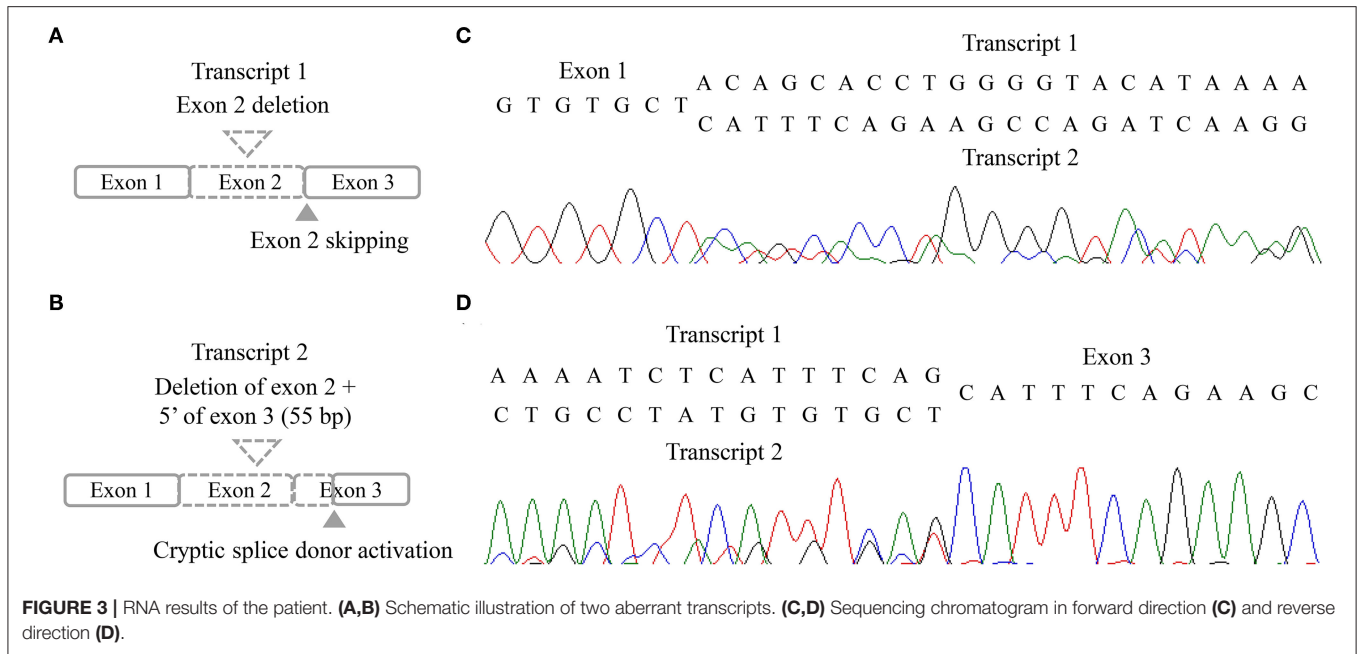 A
Transcript 1
Exon 2 deletion
Exon 1 Exon 2 Exon 3
Exon 2 skipping
B
Transcript 2
Deletion of exon 2 +
5' of exon 3 (55 bp)
Exon 1 Exon 2 Exon 3
Cryptic splice donor activation
C
Transcript 1
Exon 1
A C A G C A C C T G G G G T A C A T A A A A
G T G T G C T
C A T T T C A G A A G C C A G A T C A A G G
Transcript 2
D
Transcript 1
Exon 3
A A A A T C T C A T T T C A G
C A T T T C A G A A G C
C T G C C T A T G T G T G C T
Transcript 2
FIGURE 3 | RNA results of the patient. (A,B) Schematic illustration of two aberrant transcripts. (C,D) Sequencing chromatogram in forward direction (C) and reverse
direction (D).